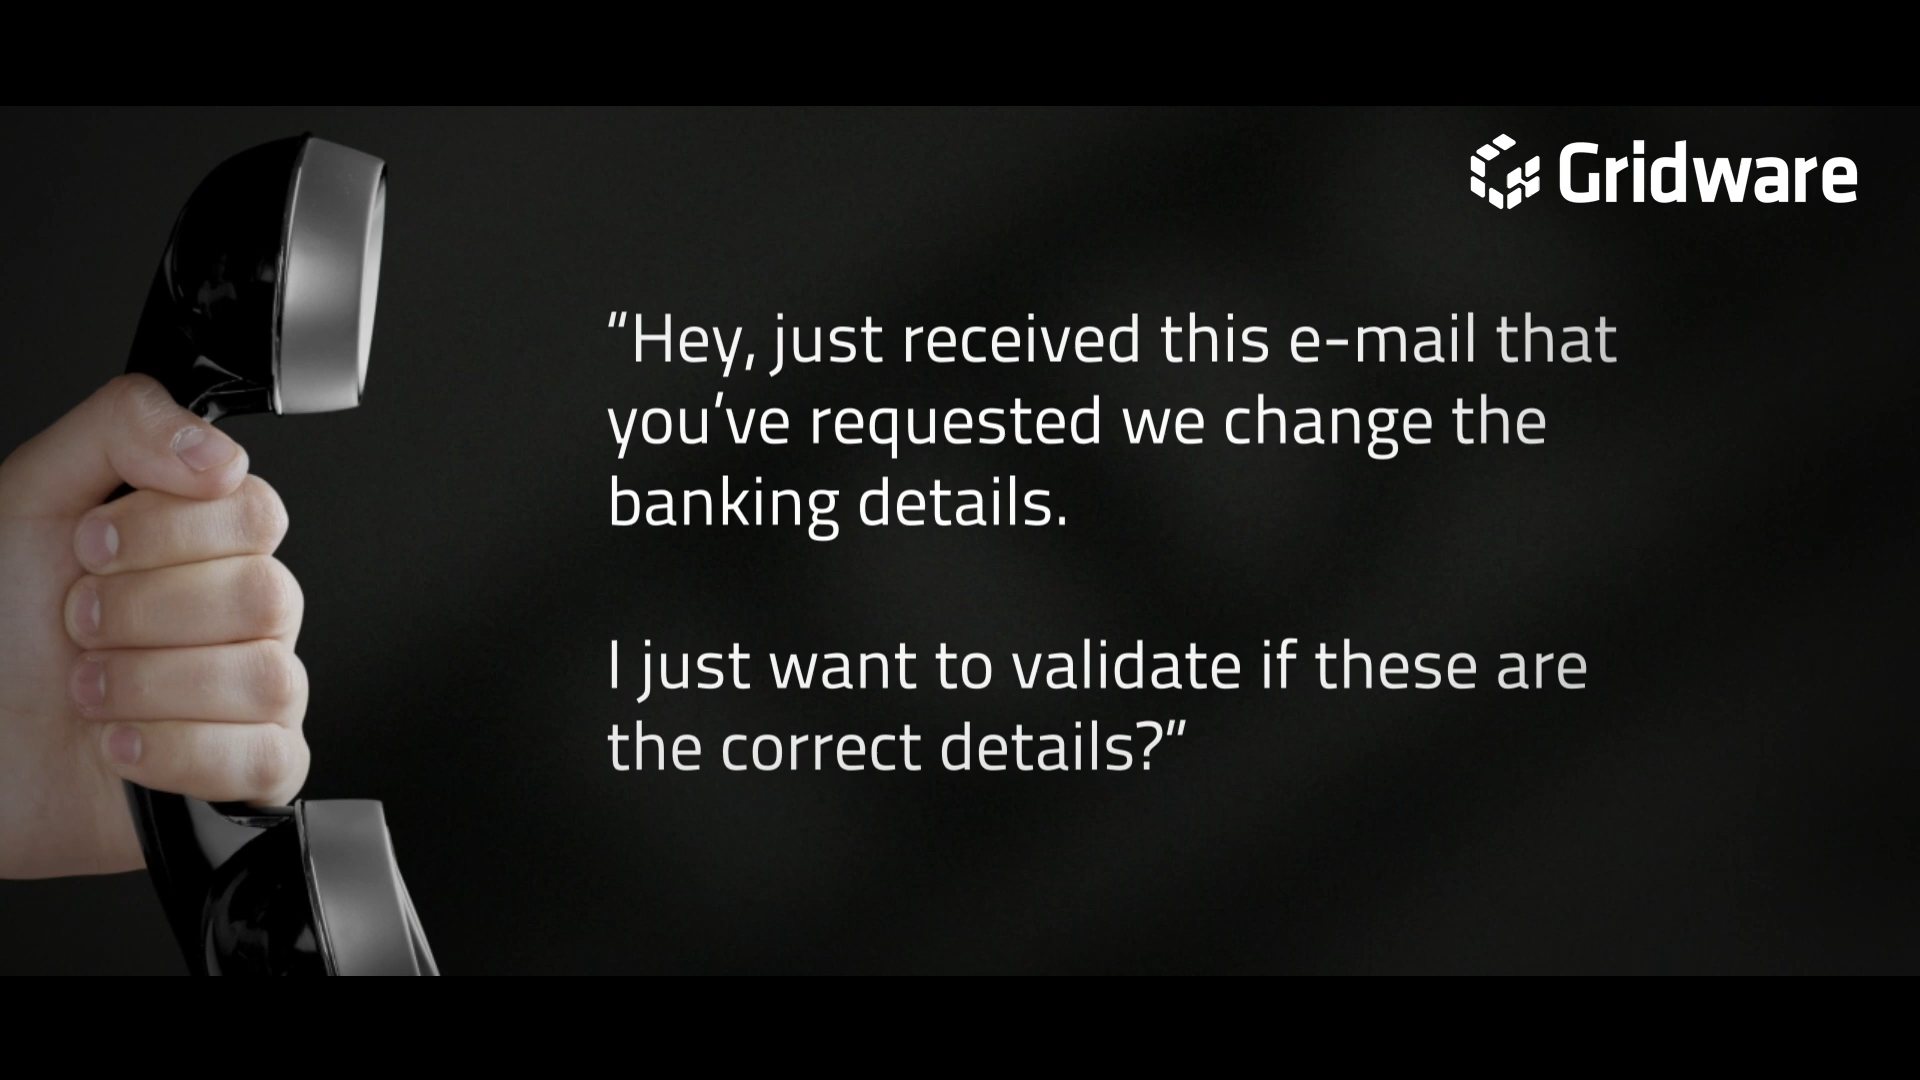 Gridware
“Hey, just received this e-mail that
you’ve requested we change the
banking details.
I just want to validate if these are
the correct details?”